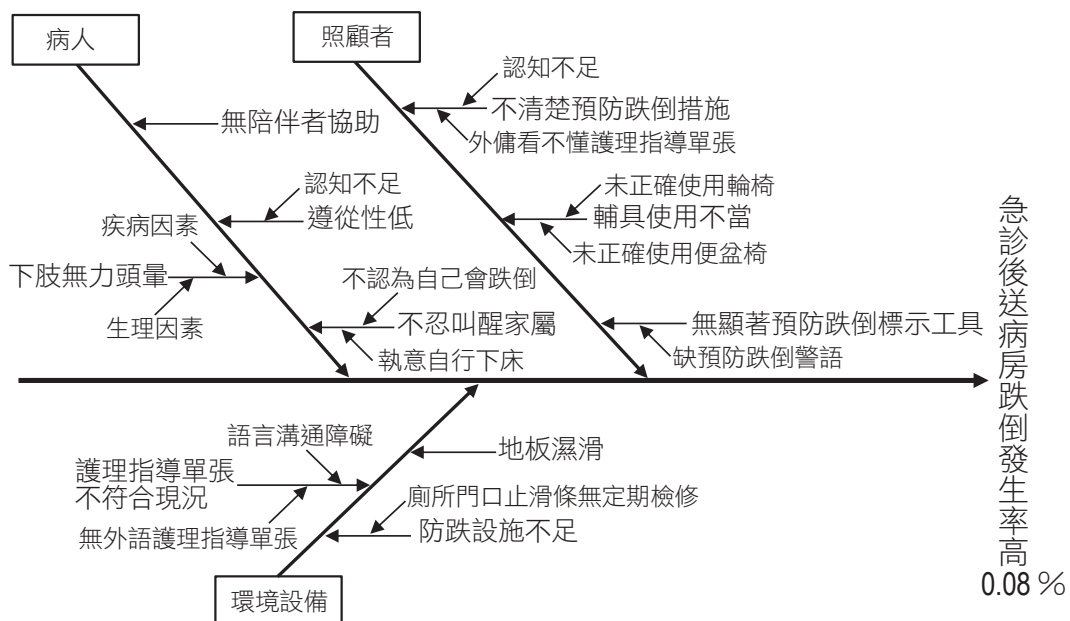 病人
照顧者
認知不足
不清楚預防跌倒措施
外傭看不懂護理指導單張
無陪伴者協助
認知不足
遵從性低
未正確使用輪椅
輔具使用不當
未正確使用便盆椅
疾病因素
下肢無力頭暈
生理因素
不認為自己會跌倒
不忍叫醒家屬
執意自行下床
無顯著預防跌倒標示工具
缺預防跌倒警語
急診後送病房跌倒發生率高
0.08 %
語言溝通障礙
護理指導單張
不符合現況
無外語護理指導單張
地板濕滑
廁所門口止滑條無定期檢修
防跌設施不足
環境設備